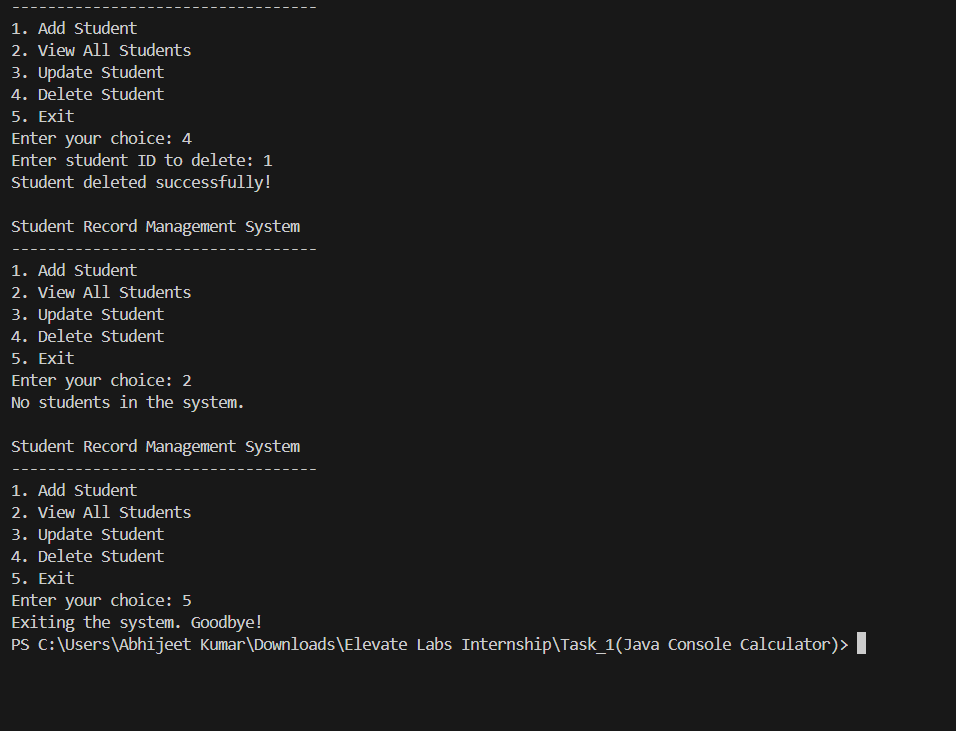 ----------------------------------
1. Add Student
2. View All Students
3. Update Student
4. Delete Student
5. Exit
Enter your choice: 4
Enter student ID to delete: 1
Student deleted successfully!
Student Record Management System
----------------------------------
1. Add Student
2. View All Students
3. Update Student
4. Delete Student
5. Exit
Enter your choice: 2
No students in the system.
Student Record Management System
----------------------------------
1. Add Student
2. View All Students
3. Update Student
4. Delete Student
5. Exit
Enter your choice: 5
Exiting the system. Goodbye!
PS C:\Users\Abhijeet Kumar\Downloads\Elevate Labs Internship\Task_1(Java Console Calculator)>